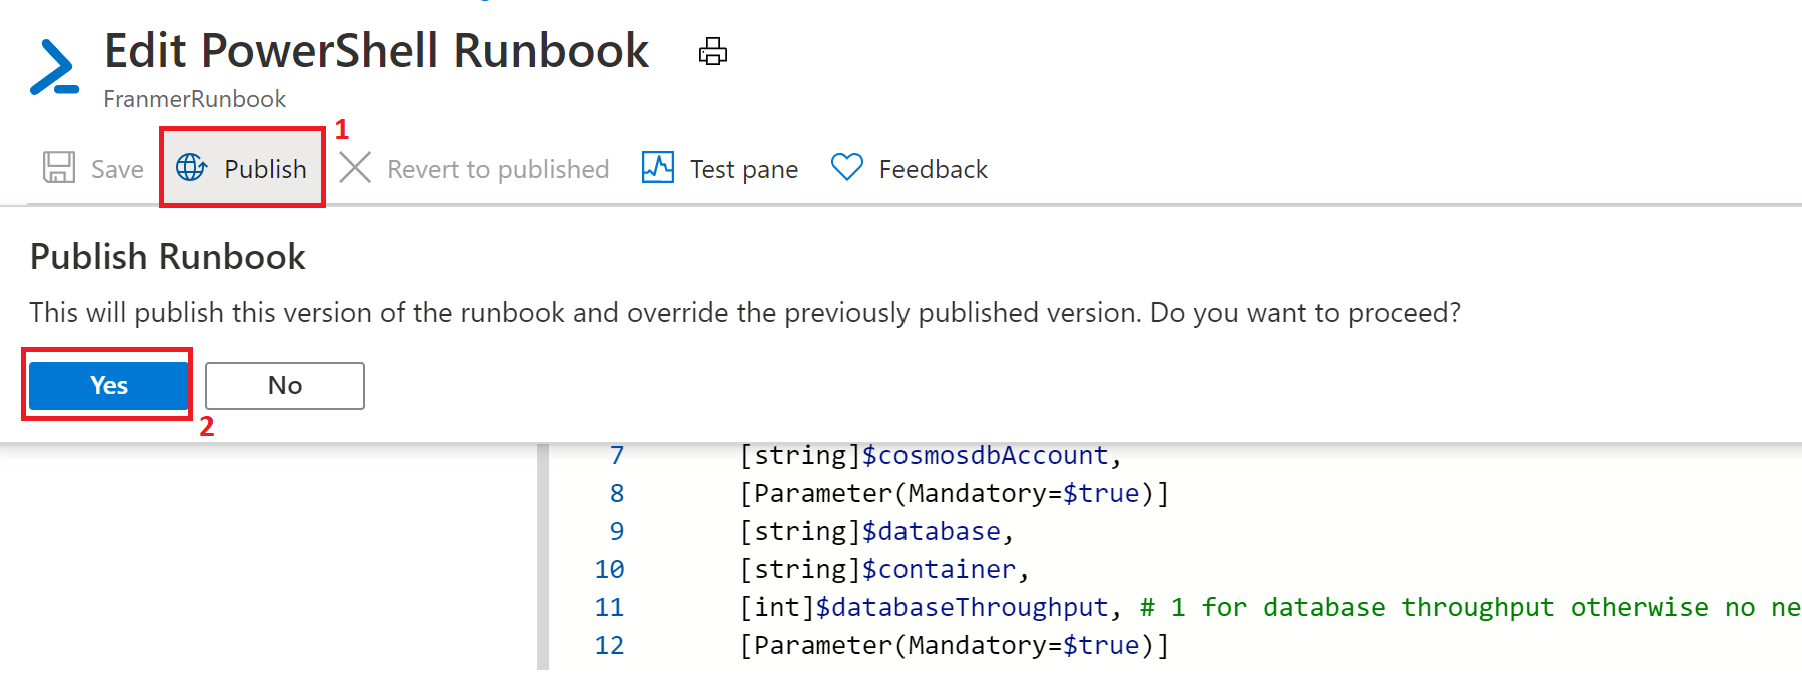 Edit PowerShell Runbook
FranmerRunbook
1
Save Publish Revert to published Test pane Feedback
Publish Runbook
This will publish this version of the runbook and override the previously published version. Do you want to proceed?
Yes No
2
7 [string]$cosmosdbAccount,
8 [Parameter(Mandatory=$true)]
9 [string]$database,
10 [string]$container,
11 [int]$databaseThroughput, # 1 for database throughput otherwise no ne
12 [Parameter(Mandatory=$true)]